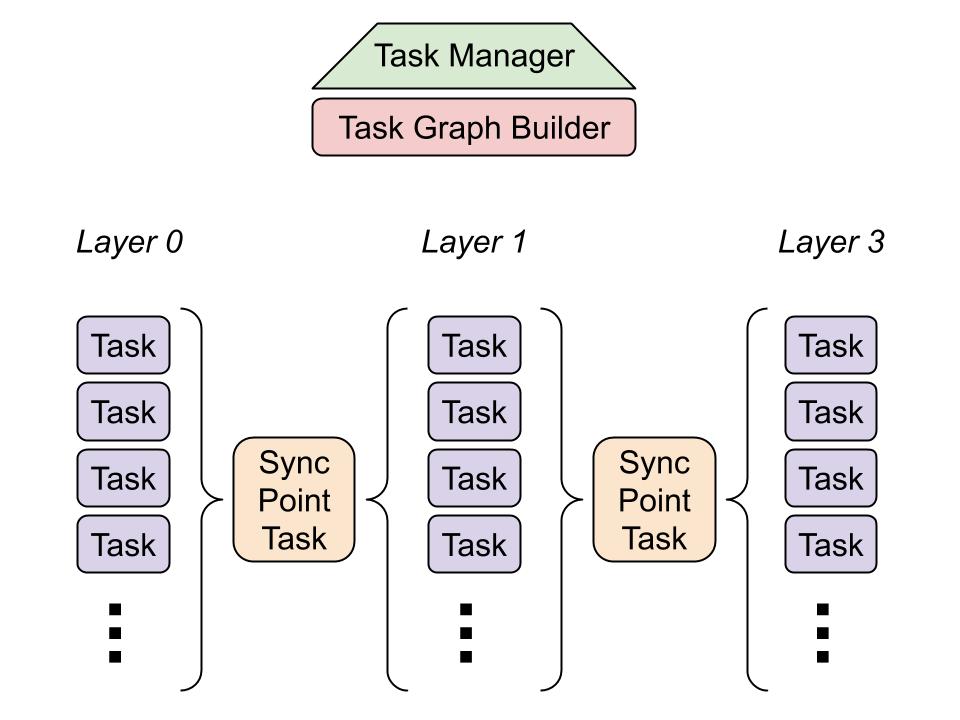 Task Manager
Task Graph Builder
Layer 0
Layer 1
Layer 3
Task
Task
Task
Task
Sync
Point
Task
Task
Task
Task
Task
Sync
Point
Task
Task
Task
Task
Task